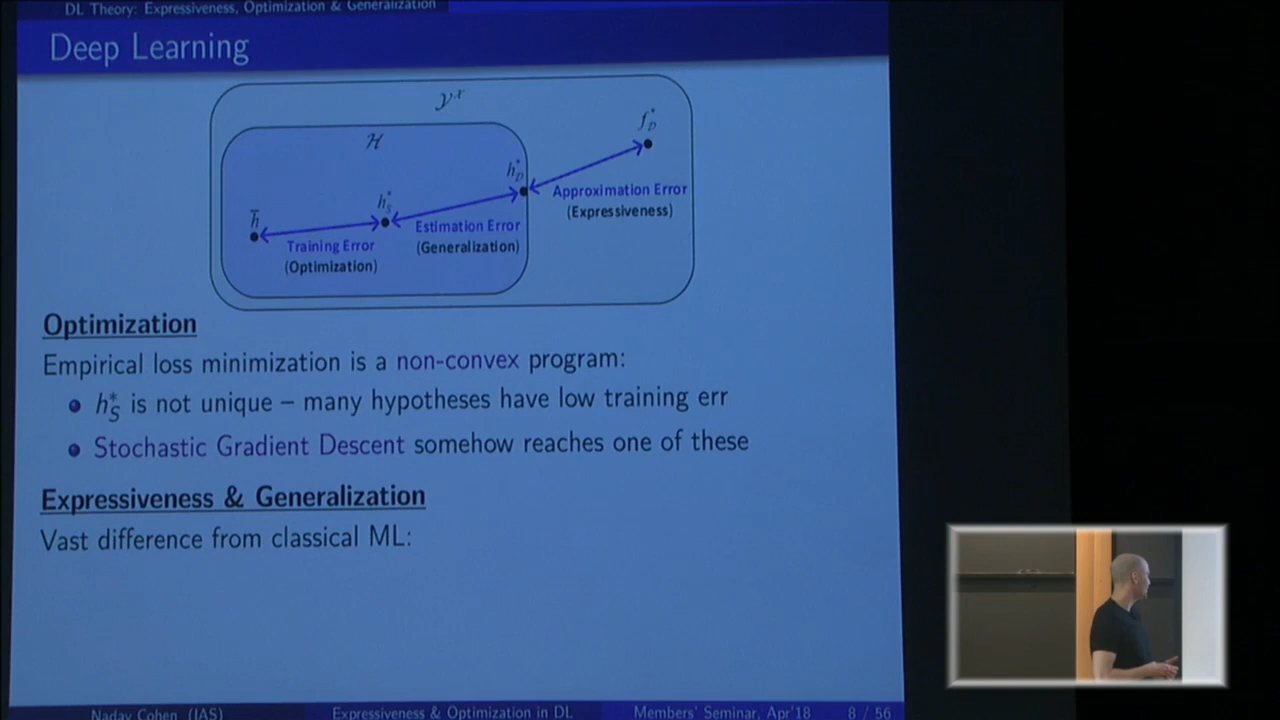 DL Theory: Expressiveness, Optimization & Generalization
Deep Learning
𝒴^𝒳
ℋ
f*_D
h*_D
h*_S
h̅
Approximation Error
(Expressiveness)
Estimation Error
(Generalization)
Training Error
(Optimization)
Optimization
Empirical loss minimization is a non-convex program:
h*_S is not unique – many hypotheses have low training err
Stochastic Gradient Descent somehow reaches one of these
Expressiveness & Generalization
Vast difference from classical ML:
Nadav Cohen (IAS) Expressiveness & Optimization in DL Members' Seminar, Apr'18 8 / 56